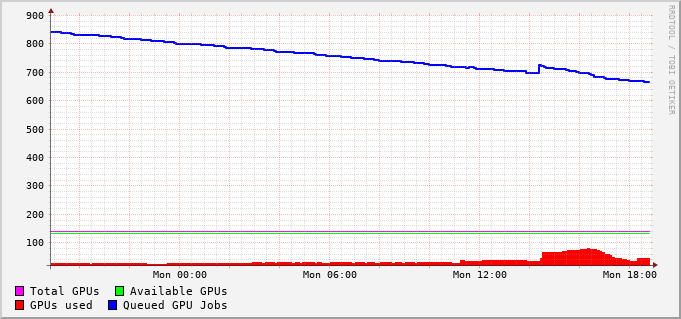 900
800
700
600
500
400
300
200
100
Mon 00:00 Mon 06:00 Mon 12:00 Mon 18:00
Total GPUs Available GPUs
GPUs used Queued GPU Jobs
RRDTOOL / TOBI OETIKER